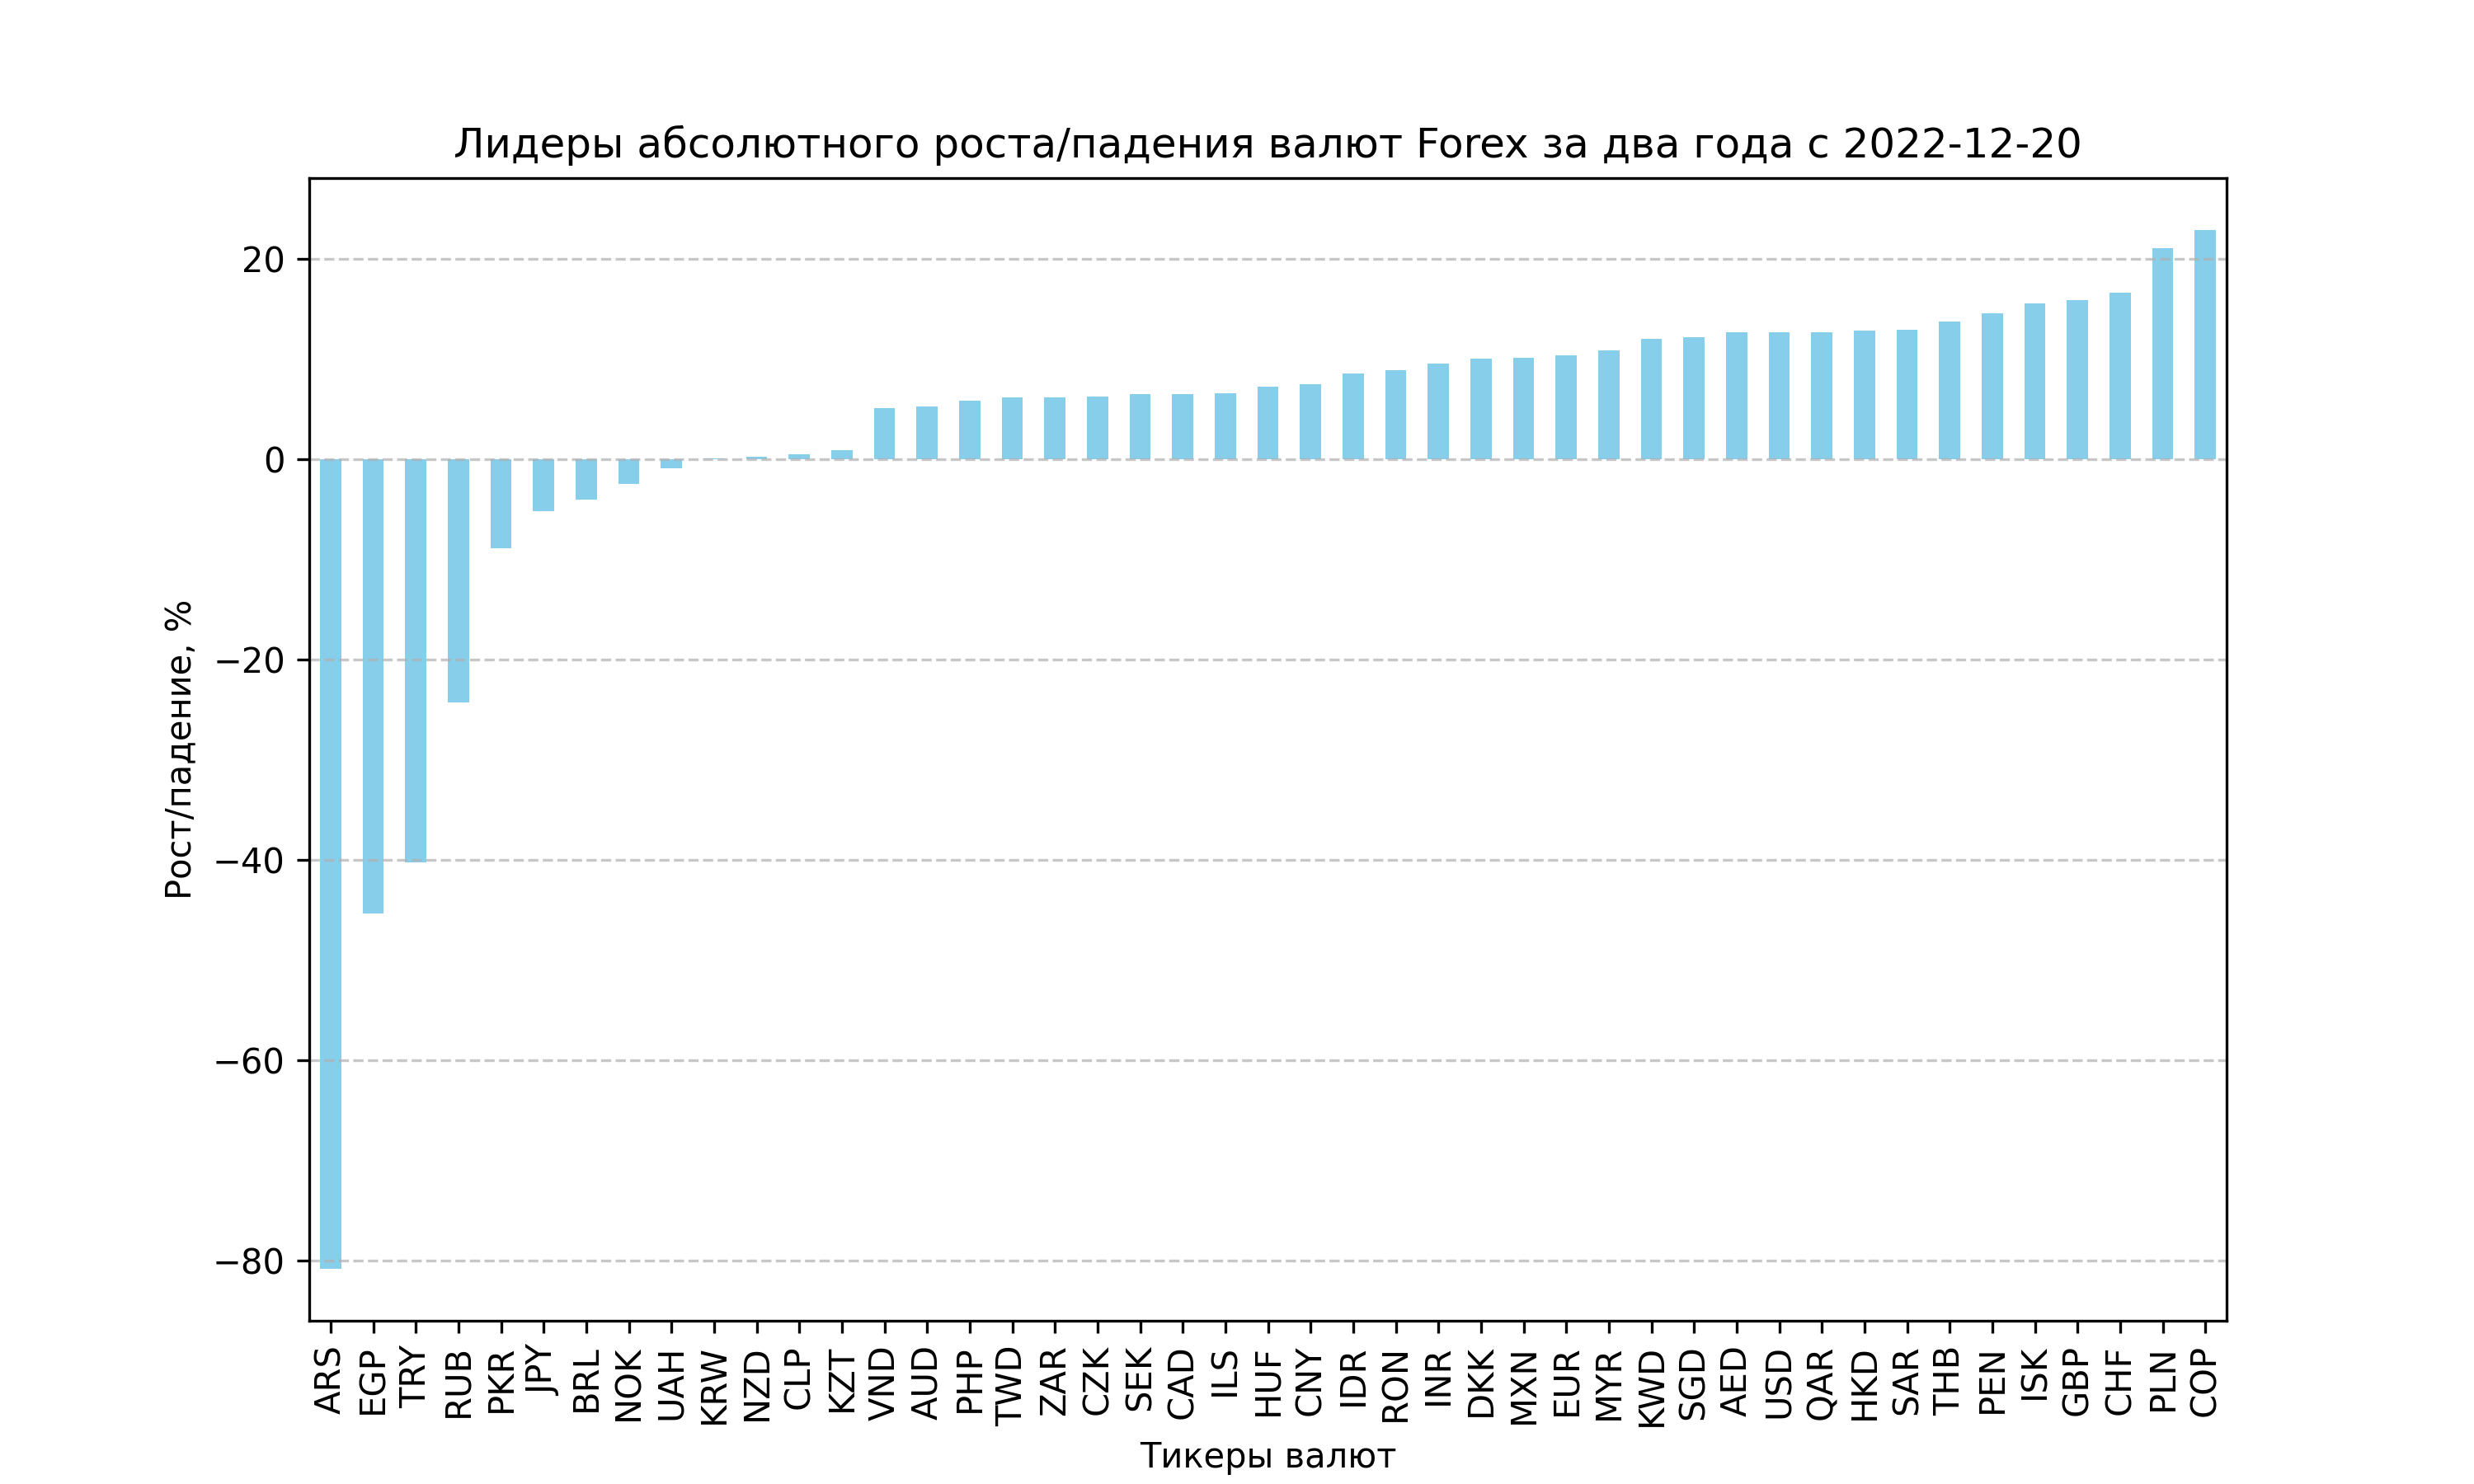 Лидеры абсолютного роста/падения валют Forex за два года с 2022-12-20
Рост/падение, %
20
0
−20
−40
−60
−80
ARS EGP TRY RUB PKR JPY BRL NOK UAH KRW NZD CLP KZT VND AUD PHP TWD ZAR CZK SEK CAD ILS HUF CNY IDR RON INR DKK MXN EUR MYR KWD SGD AED USD QAR HKD SAR THB PEN ISK GBP CHF PLN COP
Тикеры валют